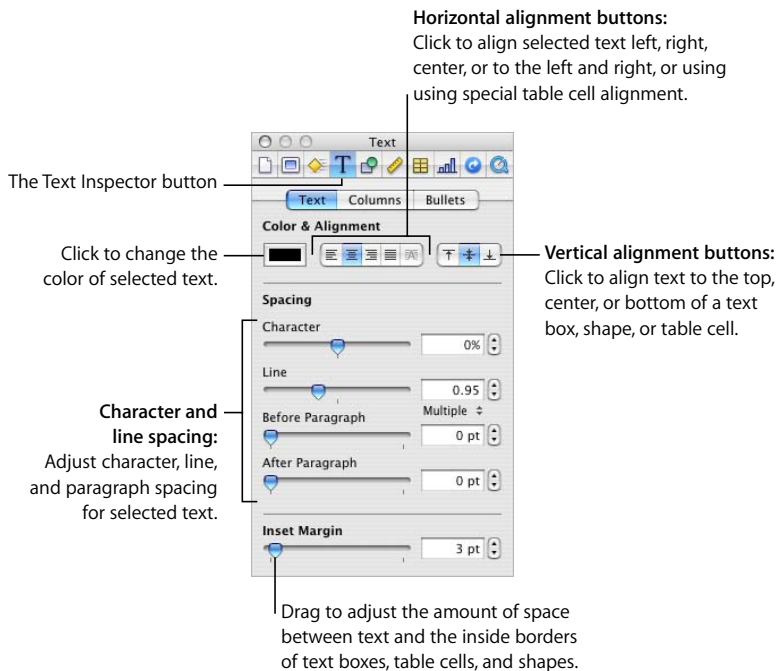 Horizontal alignment buttons:
Click to align selected text left, right,
center, or to the left and right, or using
using special table cell alignment.
Text
The Text Inspector button
T
Text Columns Bullets
Color & Alignment
Click to change the
color of selected text.
Vertical alignment buttons:
Click to align text to the top,
center, or bottom of a text
box, shape, or table cell.
Spacing
Character
0%
Line
0.95
Multiple
Before Paragraph
0 pt
After Paragraph
0 pt
Character and
line spacing:
Adjust character, line,
and paragraph spacing
for selected text.
Inset Margin
3 pt
Drag to adjust the amount of space
between text and the inside borders
of text boxes, table cells, and shapes.